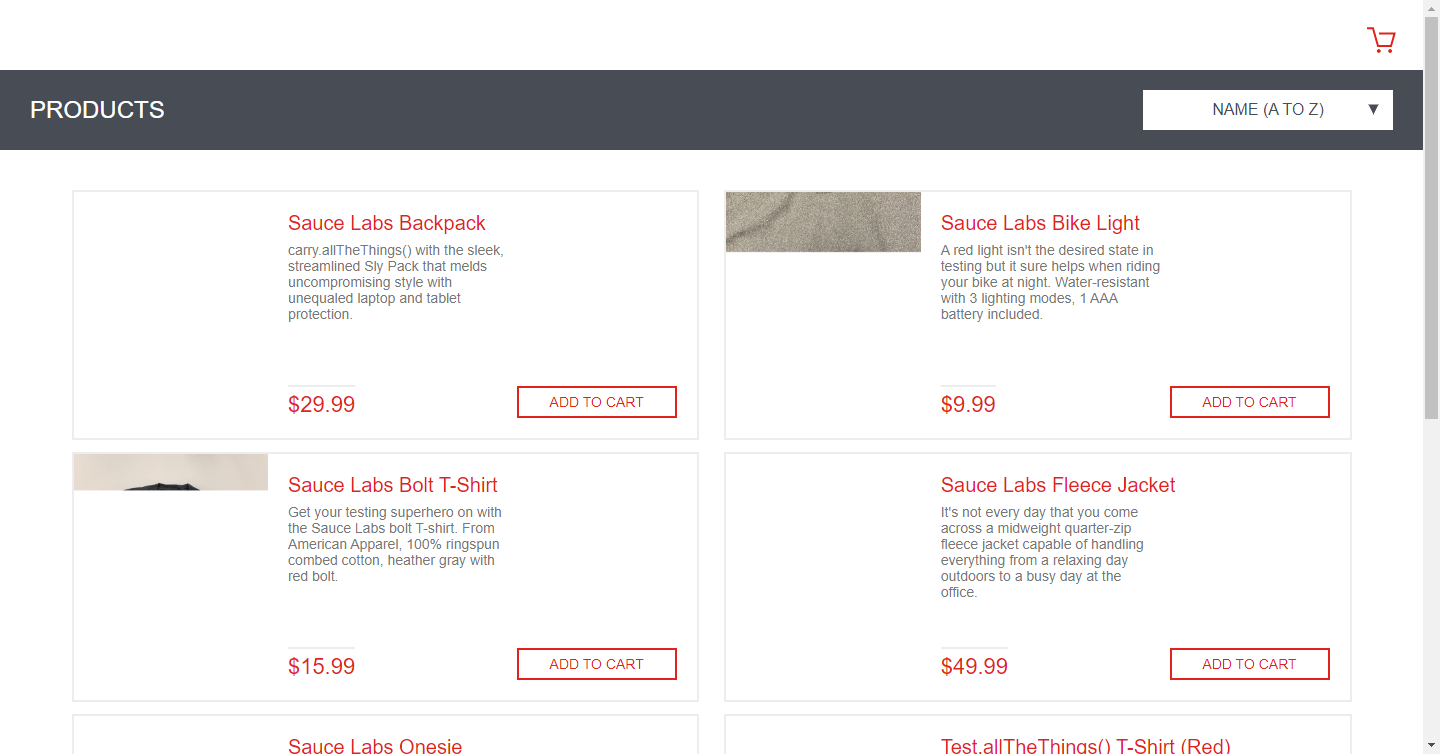 PRODUCTS
NAME (A TO Z) ▼
Sauce Labs Backpack
carry.allTheThings() with the sleek,
streamlined Sly Pack that melds
uncompromising style with
unequaled laptop and tablet
protection.
$29.99
ADD TO CART
Sauce Labs Bike Light
A red light isn't the desired state in
testing but it sure helps when riding
your bike at night. Water-resistant
with 3 lighting modes, 1 AAA
battery included.
$9.99
ADD TO CART
Sauce Labs Bolt T-Shirt
Get your testing superhero on with
the Sauce Labs bolt T-shirt. From
American Apparel, 100% ringspun
combed cotton, heather gray with
red bolt.
$15.99
ADD TO CART
Sauce Labs Fleece Jacket
It's not every day that you come
across a midweight quarter-zip
fleece jacket capable of handling
everything from a relaxing day
outdoors to a busy day at the
office.
$49.99
ADD TO CART
Sauce Labs Onesie
Test.allTheThings() T-Shirt (Red)